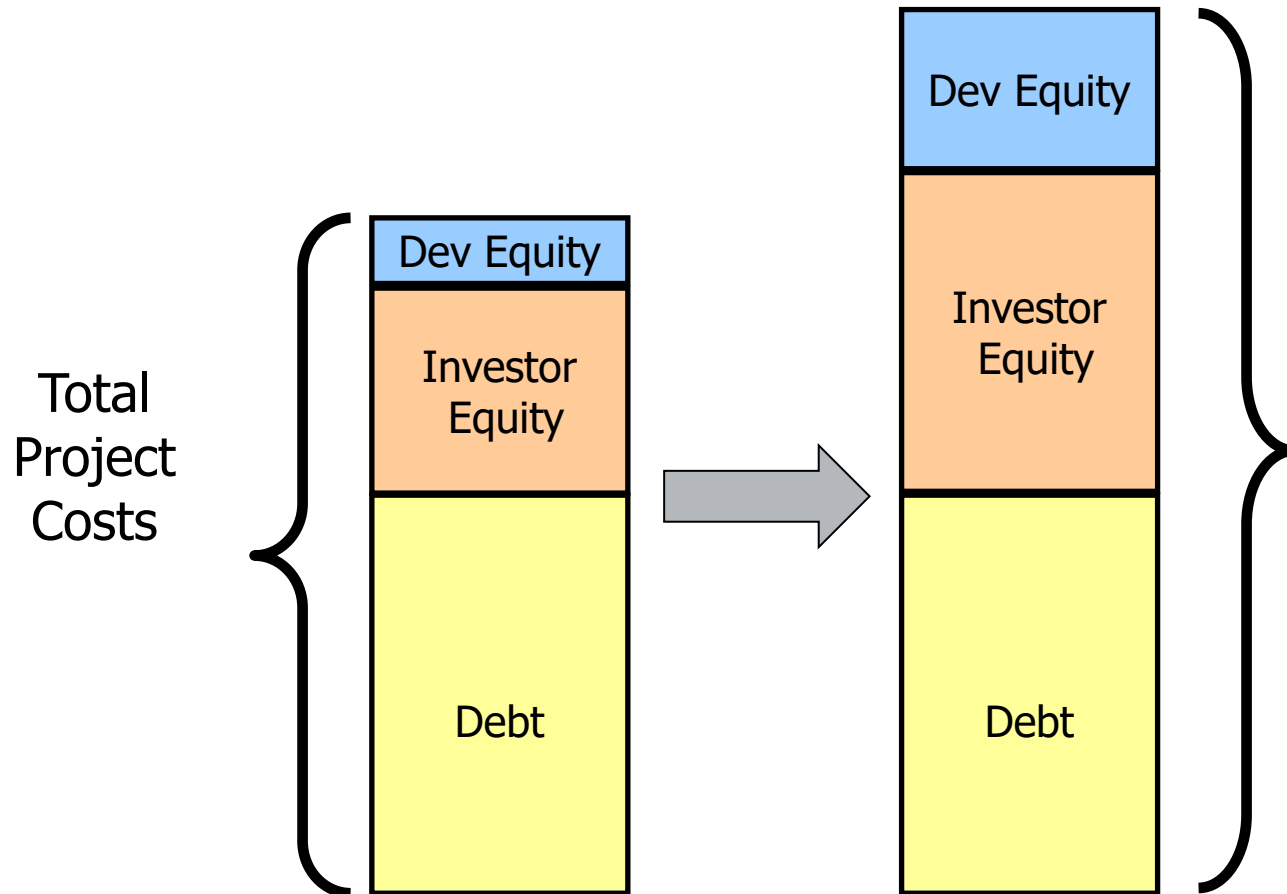 Total
Project
Costs
Dev Equity
Investor
Equity
Debt
Dev Equity
Investor
Equity
Debt